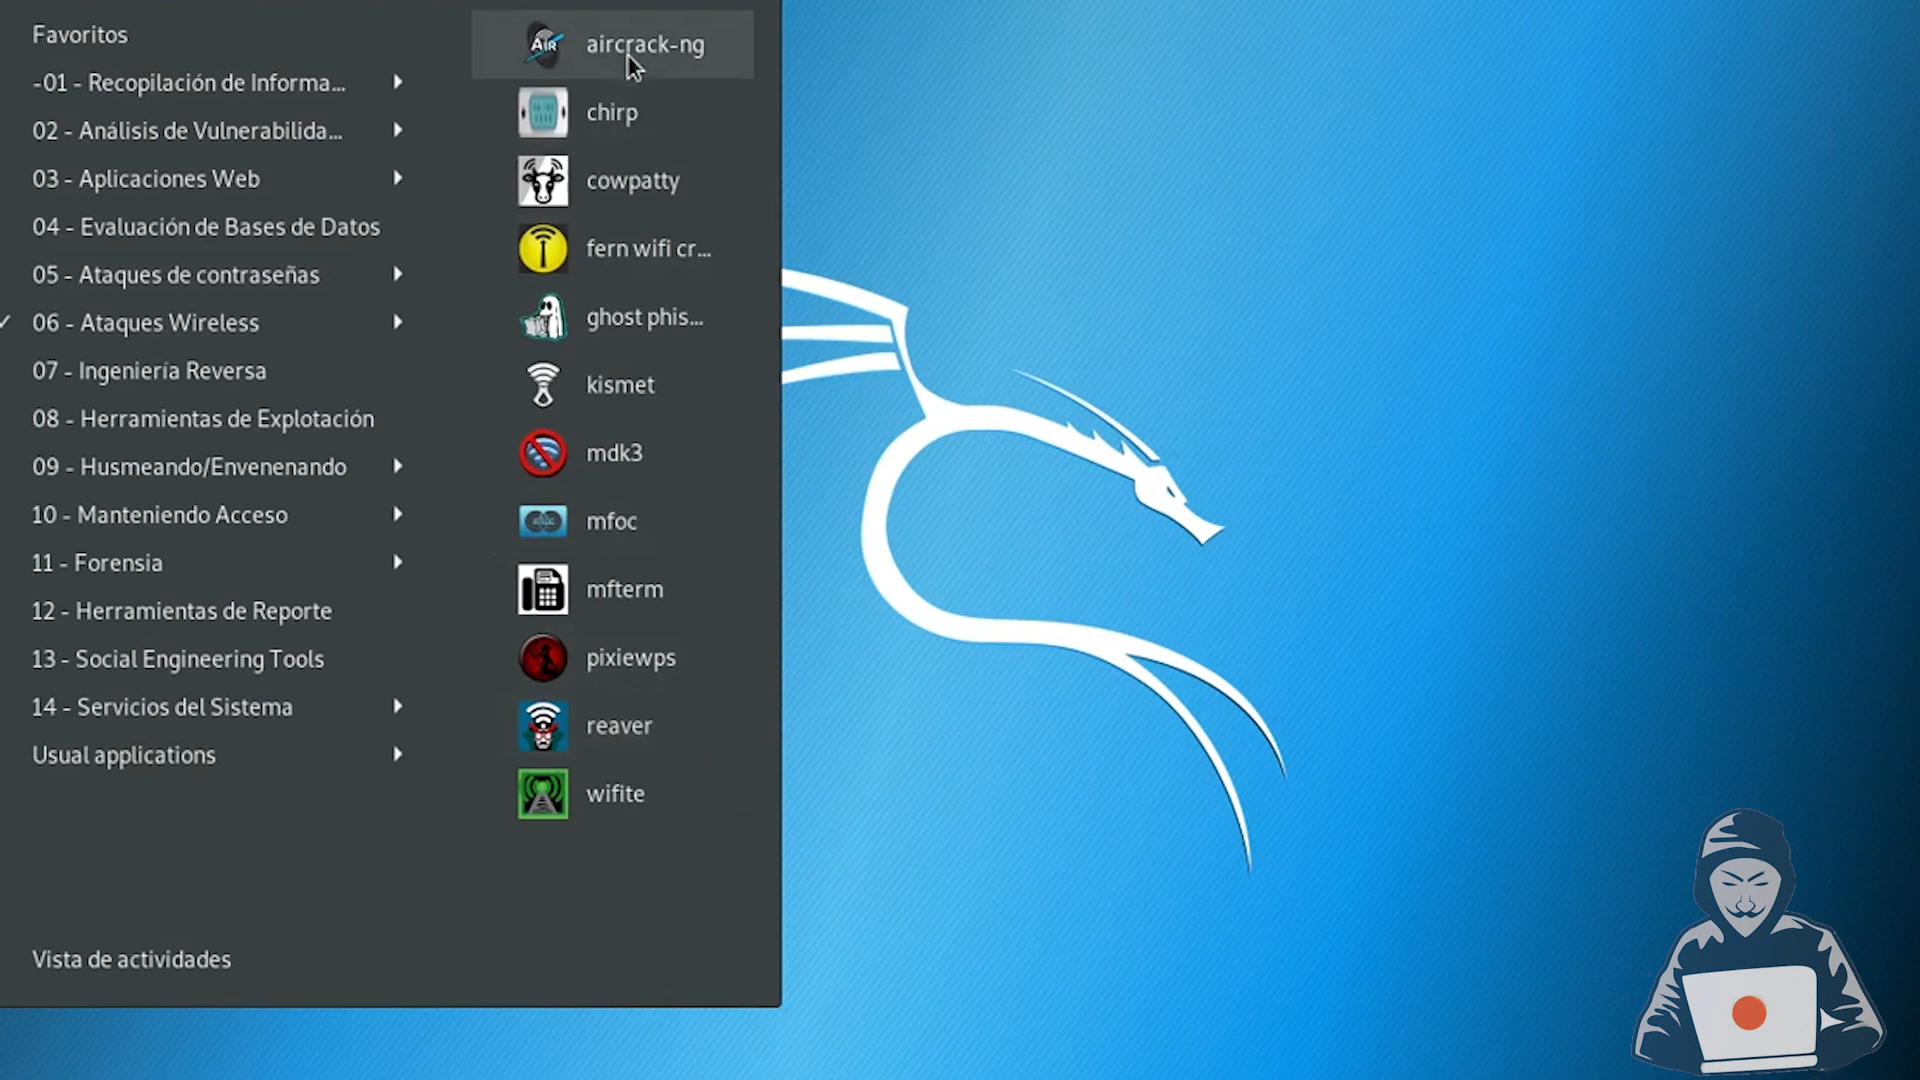 Favoritos
-01 - Recopilación de Informa...
02 - Análisis de Vulnerabilida...
03 - Aplicaciones Web
04 - Evaluación de Bases de Datos
05 - Ataques de contraseñas
06 - Ataques Wireless
07 - Ingeniería Reversa
08 - Herramientas de Explotación
09 - Husmeando/Envenenando
10 - Manteniendo Acceso
11 - Forensia
12 - Herramientas de Reporte
13 - Social Engineering Tools
14 - Servicios del Sistema
Usual applications
Vista de actividades
AIR
aircrack-ng
chirp
cowpatty
fern wifi cr...
ghost phis...
kismet
mdk3
mfoc
mfterm
pixiewps
reaver
wifite